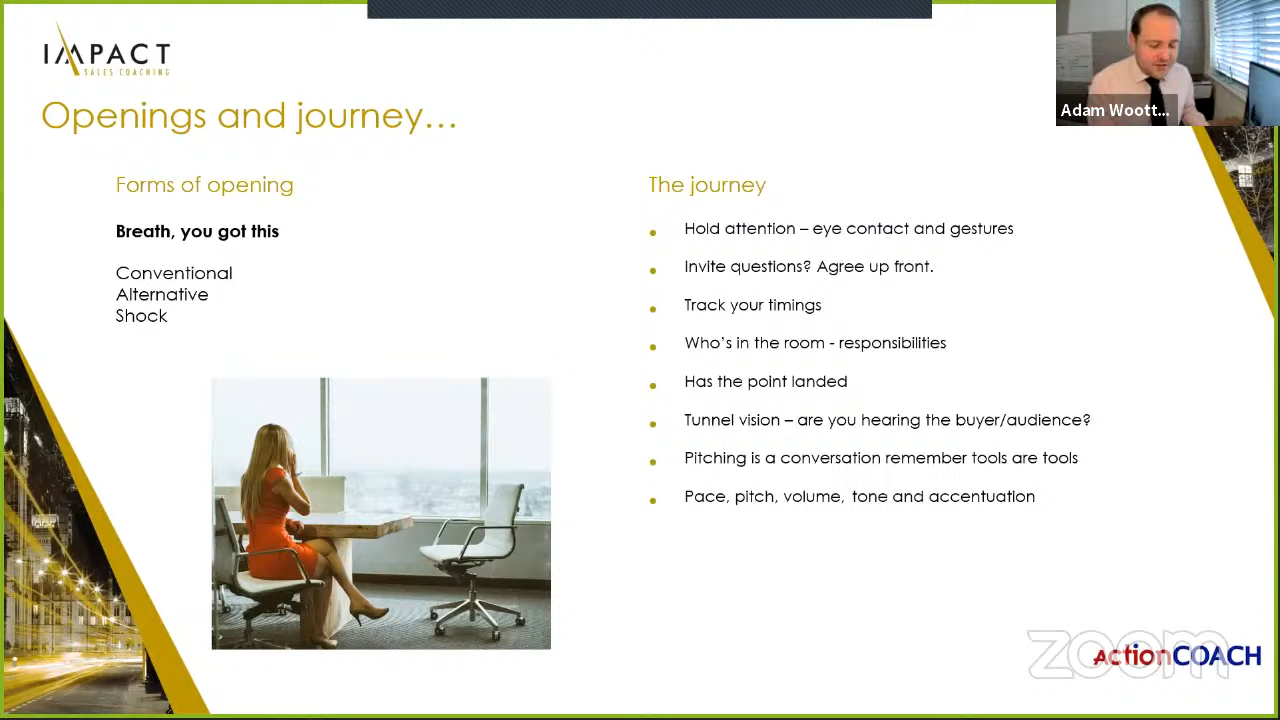 IMPACT
SALES COACHING
Adam Woott...
Openings and journey…
Forms of opening
Breath, you got this
Conventional
Alternative
Shock
The journey
Hold attention – eye contact and gestures
Invite questions? Agree up front.
Track your timings
Who's in the room - responsibilities
Has the point landed
Tunnel vision – are you hearing the buyer/audience?
Pitching is a conversation remember tools are tools
Pace, pitch, volume, tone and accentuation
zoom
ActionCOACH